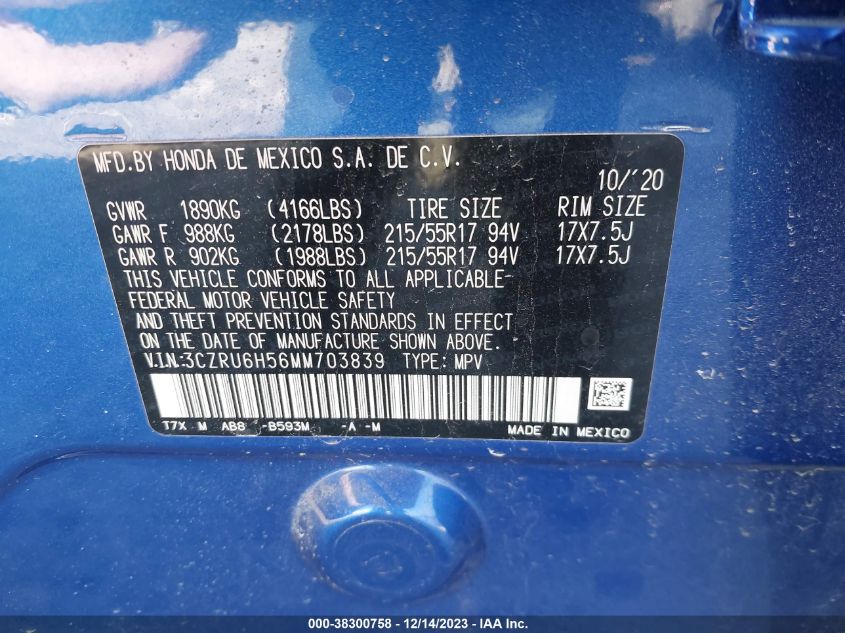 MFD.BY HONDA DE MEXICO S.A. DE C.V.
10/'20
GVWR 1890KG (4166LBS) TIRE SIZE RIM SIZE
GAWR F 988KG (2178LBS) 215/55R17 94V 17X7.5J
GAWR R 902KG (1988LBS) 215/55R17 94V 17X7.5J
THIS VEHICLE CONFORMS TO ALL APPLICABLE-
FEDERAL MOTOR VEHICLE SAFETY
AND THEFT PREVENTION STANDARDS IN EFFECT
ON THE DATE OF MANUFACTURE SHOWN ABOVE.
V.I.N:3CZRU6H56MM703839 TYPE: MPV
T7X M AB8 -B593M -A -M
MADE IN MEXICO
000-38300758 - 12/14/2023 - IAA Inc.